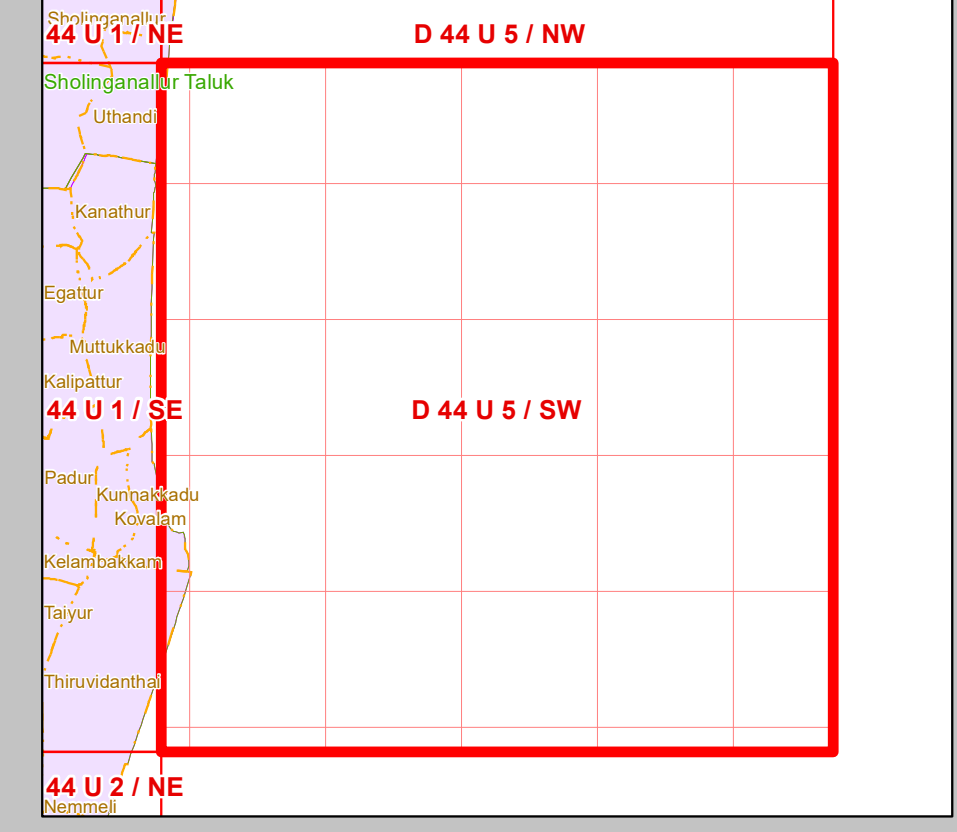 Sholinganallur
44 U 1 / NE
D 44 U 5 / NW
Sholinganallur Taluk
Uthandi
Kanathur
Egattur
Muttukkadu
Kalipattur
44 U 1 / SE
D 44 U 5 / SW
Padur
Kunnakkadu
Kovalam
Kelambakkam
Taiyur
Thiruvidanthai
44 U 2 / NE
Nemmeli